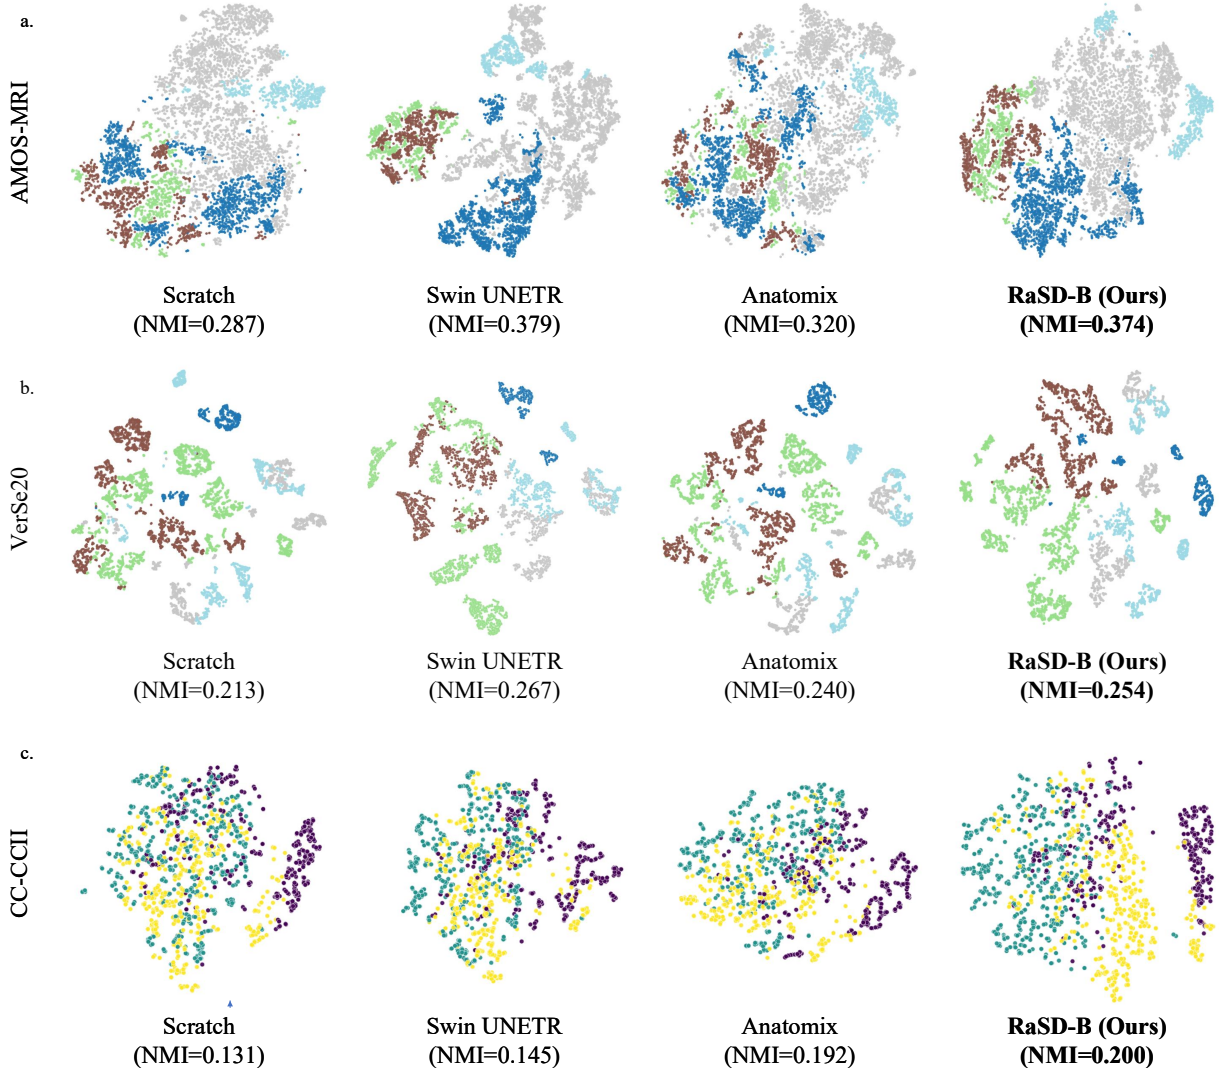 a.
AMOS-MRI
Scratch
(NMI=0.287)
Swin UNETR
(NMI=0.379)
Anatomix
(NMI=0.320)
RaSD-B (Ours)
(NMI=0.374)
b.
VerSe20
Scratch
(NMI=0.213)
Swin UNETR
(NMI=0.267)
Anatomix
(NMI=0.240)
RaSD-B (Ours)
(NMI=0.254)
c.
CC-CCII
Scratch
(NMI=0.131)
Swin UNETR
(NMI=0.145)
Anatomix
(NMI=0.192)
RaSD-B (Ours)
(NMI=0.200)